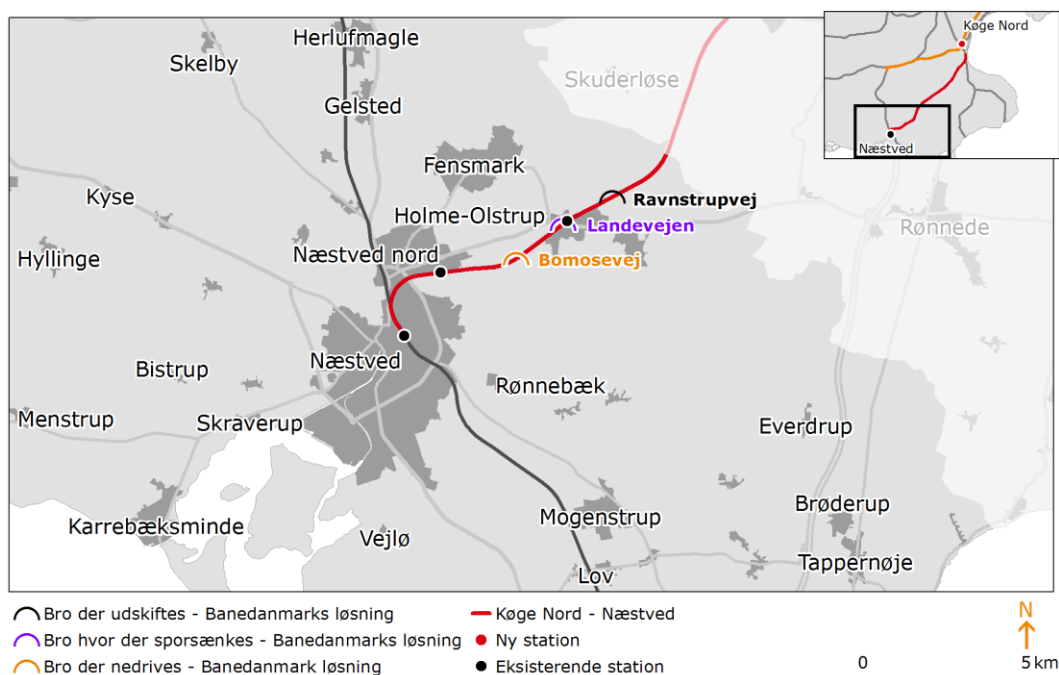 Herlufmagle
Skelby
Køge Nord
Skuderløse
Gelsted
Næstved
Fensmark
Kyse
Ravnstrupvej
Holme-Olstrup
Landevejen
Rønnede
Næstved nord
Hyllinge
Bomosevej
Næstved
Bistrup
Rønnebæk
Menstrup
Skraverup
Everdrup
Brøderup
Karrebæksminde
Mogenstrup
Vejlø
Tappernøje
Lov
Bro der udskiftes - Banedanmarks løsning
Bro hvor der sporsænkes - Banedanmarks løsning
Bro der nedrives - Banedanmark løsning
Køge Nord - Næstved
Ny station
Eksisterende station
N
0 5 km